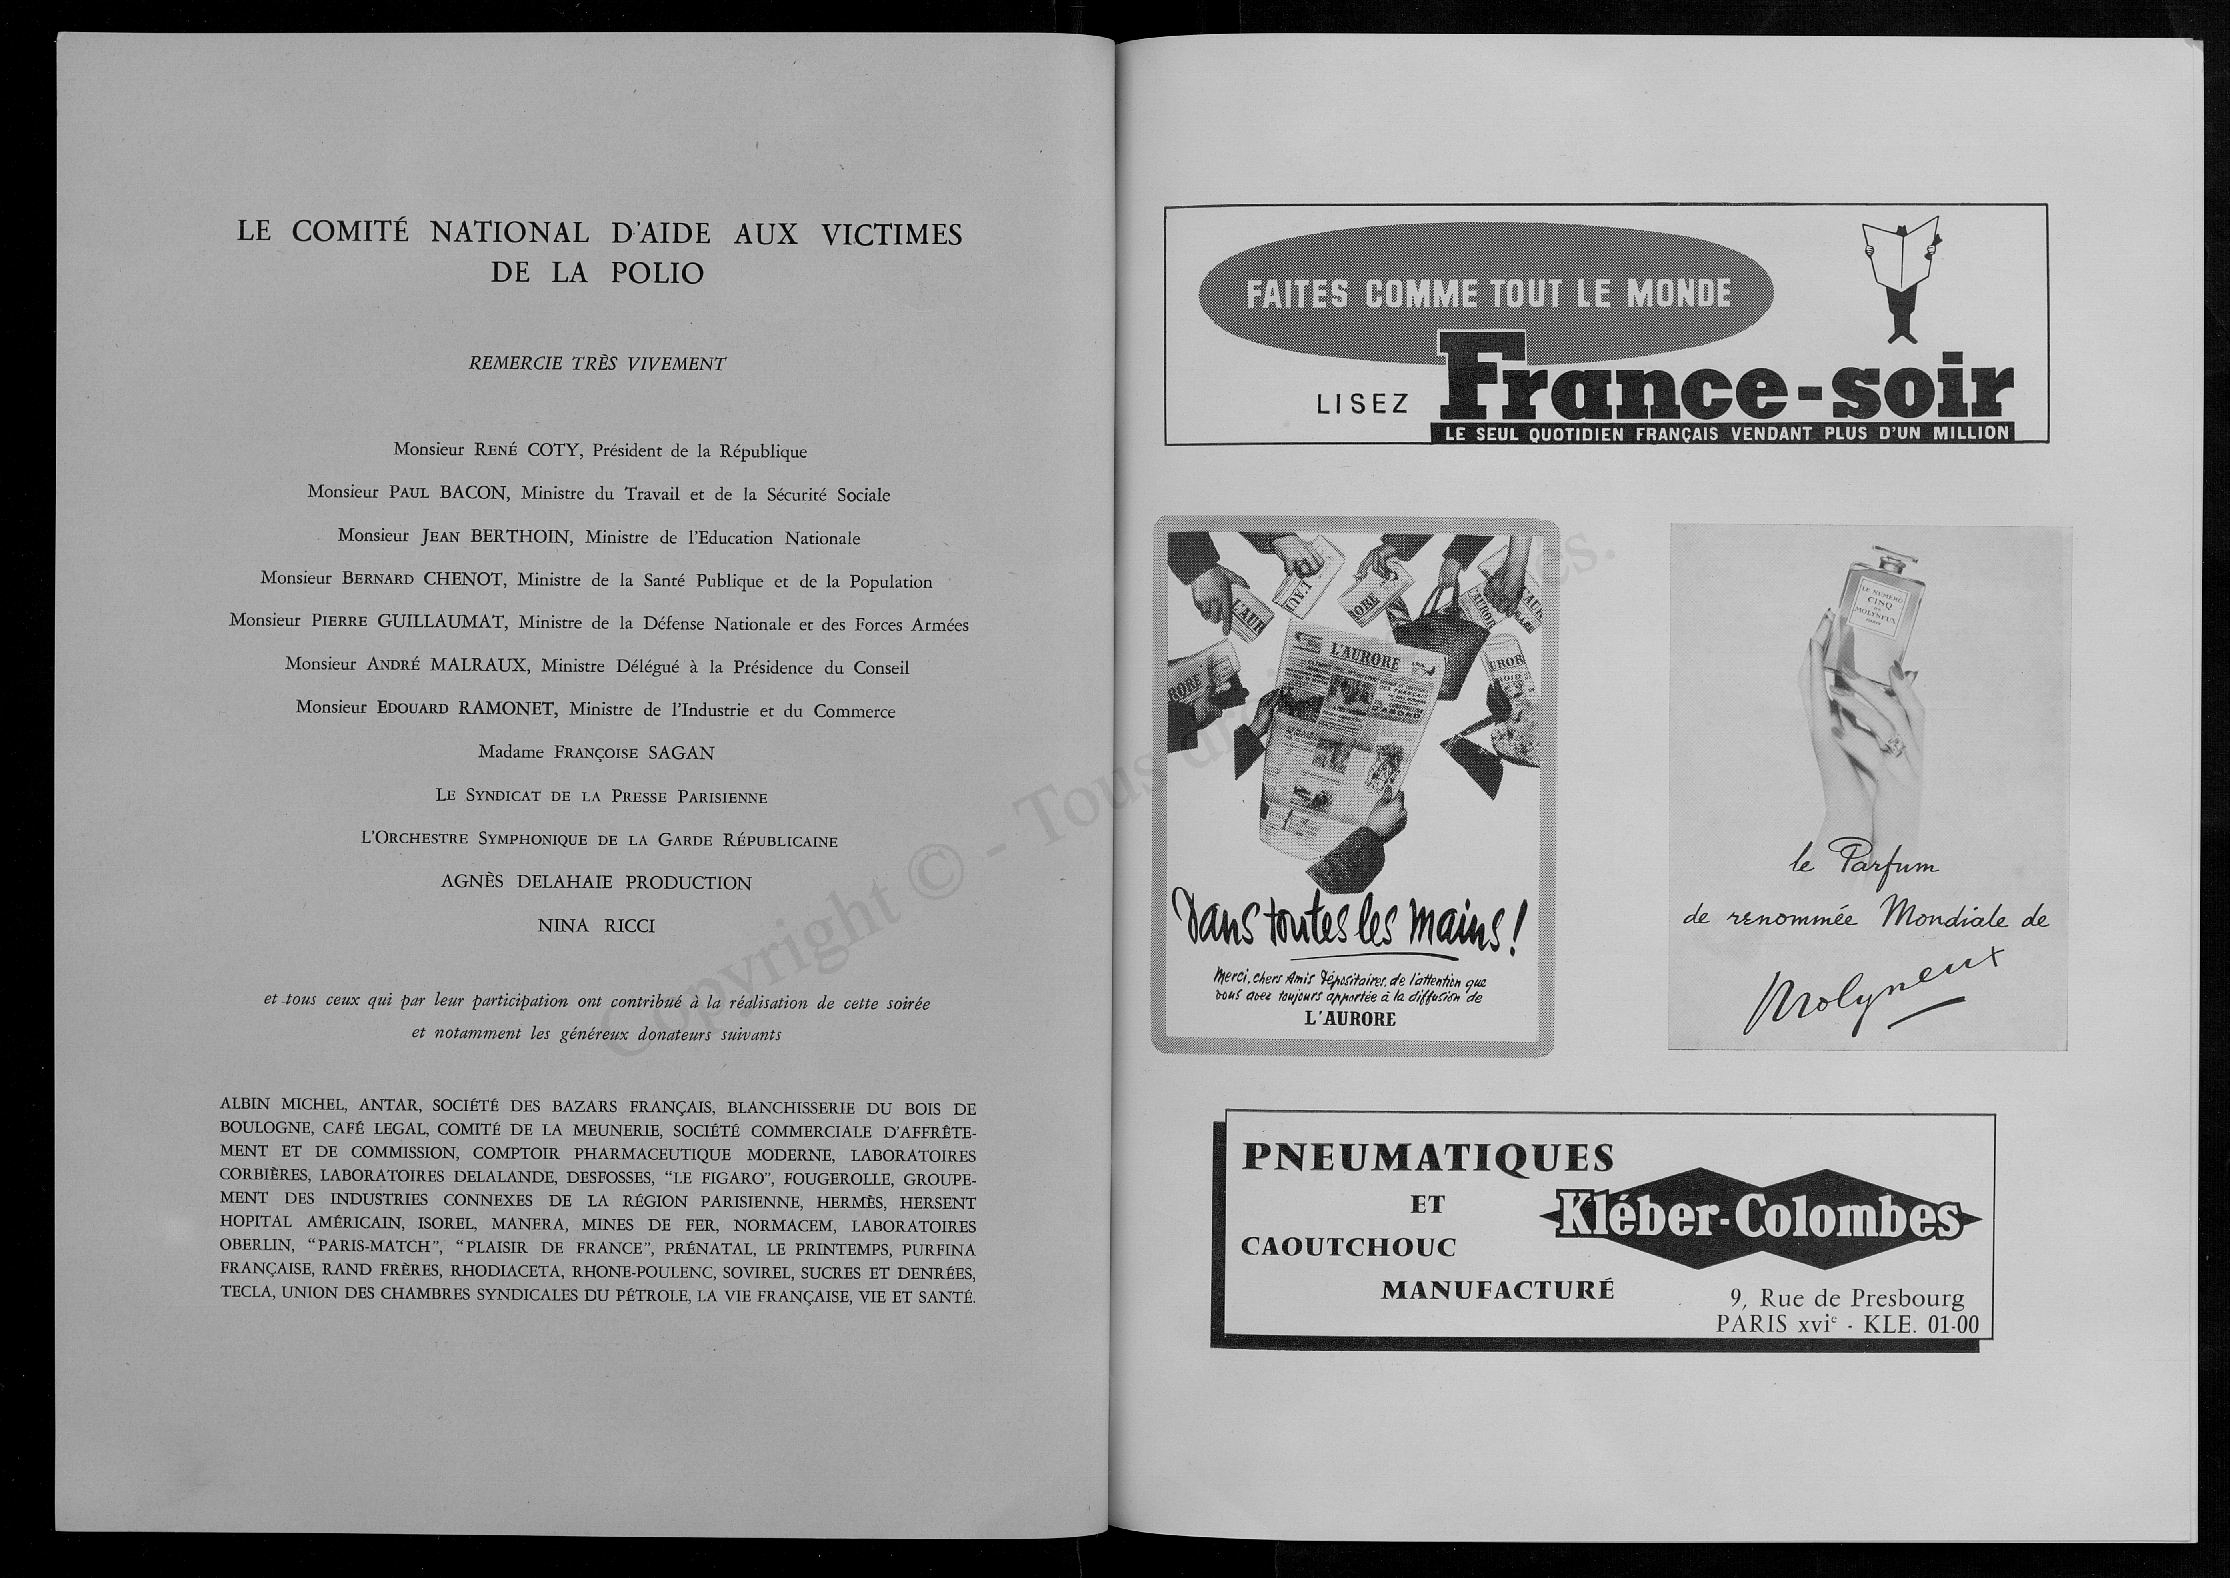 LE COMITÉ NATIONAL D'AIDE AUX VICTIMES
DE LA POLIO
REMERCIE TRÈS VIVEMENT
Monsieur RENÉ COTY, Président de la République
Monsieur PAUL BACON, Ministre du Travail et de la Sécurité Sociale
Monsieur JEAN BERTHOIN, Ministre de l'Education Nationale
Monsieur BERNARD CHENOT, Ministre de la Santé Publique et de la Population
Monsieur PIERRE GUILLAUMAT, Ministre de la Défense Nationale et des Forces Armées
Monsieur ANDRÉ MALRAUX, Ministre Délégué à la Présidence du Conseil
Monsieur EDOUARD RAMONET, Ministre de l'Industrie et du Commerce
Madame FRANÇOISE SAGAN
LE SYNDICAT DE LA PRESSE PARISIENNE
L'ORCHESTRE SYMPHONIQUE DE LA GARDE RÉPUBLICAINE
AGNÈS DELAHAIE PRODUCTION
NINA RICCI
et tous ceux qui par leur participation ont contribué à la réalisation de cette soirée
et notamment les généreux donateurs suivants
ALBIN MICHEL, ANTAR, SOCIÉTÉ DES BAZARS FRANÇAIS, BLANCHISSERIE DU BOIS DE
BOULOGNE, CAFÉ LEGAL, COMITÉ DE LA MEUNERIE, SOCIÉTÉ COMMERCIALE D'AFFRÊTE-
MENT ET DE COMMISSION, COMPTOIR PHARMACEUTIQUE MODERNE, LABORATOIRES
CORBIÈRES, LABORATOIRES DELALANDE, DESFOSSES, "LE FIGARO", FOUGEROLLE, GROUPE-
MENT DES INDUSTRIES CONNEXES DE LA RÉGION PARISIENNE, HERMÈS, HERSENT
HOPITAL AMÉRICAIN, ISOREL, MANERA, MINES DE FER, NORMACEM, LABORATOIRES
OBERLIN, "PARIS-MATCH", "PLAISIR DE FRANCE", PRÉNATAL, LE PRINTEMPS, PURFINA
FRANÇAISE, RAND FRÈRES, RHODIACETA, RHONE-POULENC, SOVIREL, SUCRES ET DENRÉES,
TECLA, UNION DES CHAMBRES SYNDICALES DU PÉTROLE, LA VIE FRANÇAISE, VIE ET SANTÉ.
Copyright © - Tous
FAITES COMME TOUT LE MONDE
LISEZ France-soir
LE SEUL QUOTIDIEN FRANÇAIS VENDANT PLUS D'UN MILLION
L'AURORE
Dans toutes les mains!
Merci, chers Amis Dépositaires, de l'attention que
vous avez toujours apportée à la diffusion de
L'AURORE
LE NUMERO
CINQ
DE
MOLYNEUX
PARIS
le Parfum
de renommée Mondiale de
Molyneux
PNEUMATIQUES
ET
CAOUTCHOUC
MANUFACTURÉ
Kléber-Colombes
9, Rue de Presbourg
PARIS XVIe - KLE. 01-00